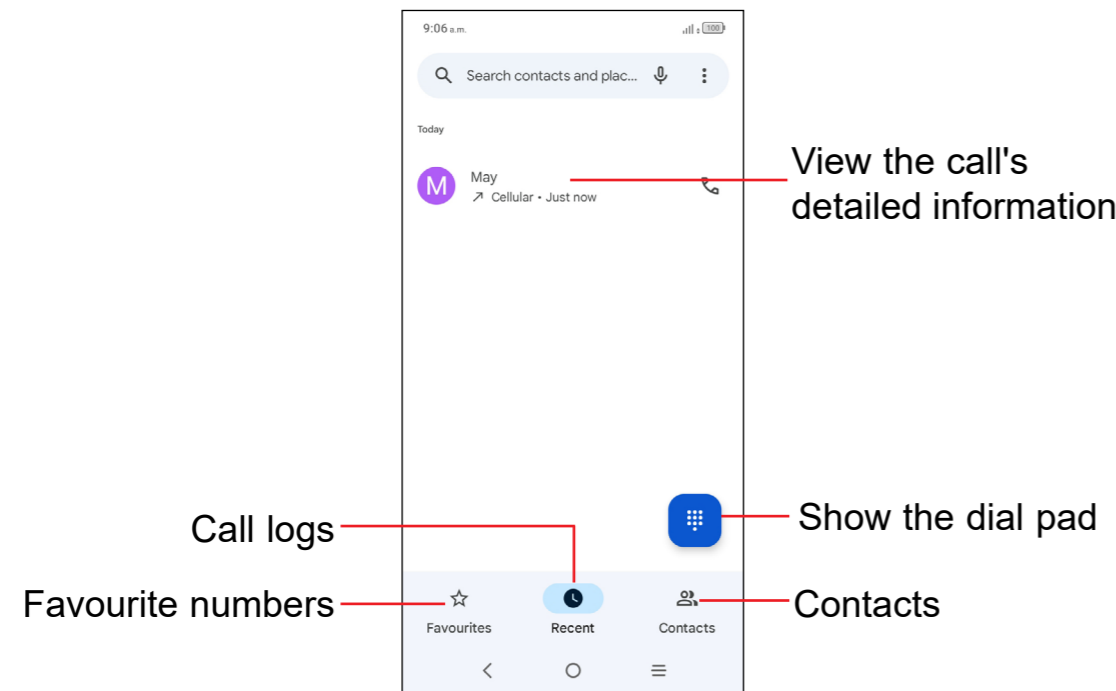 9:06 a.m.
100
Search contacts and plac...
Today
M
May
Cellular • Just now
View the call's
detailed information
Show the dial pad
Call logs
Favourite numbers
Contacts
Favourites Recent Contacts